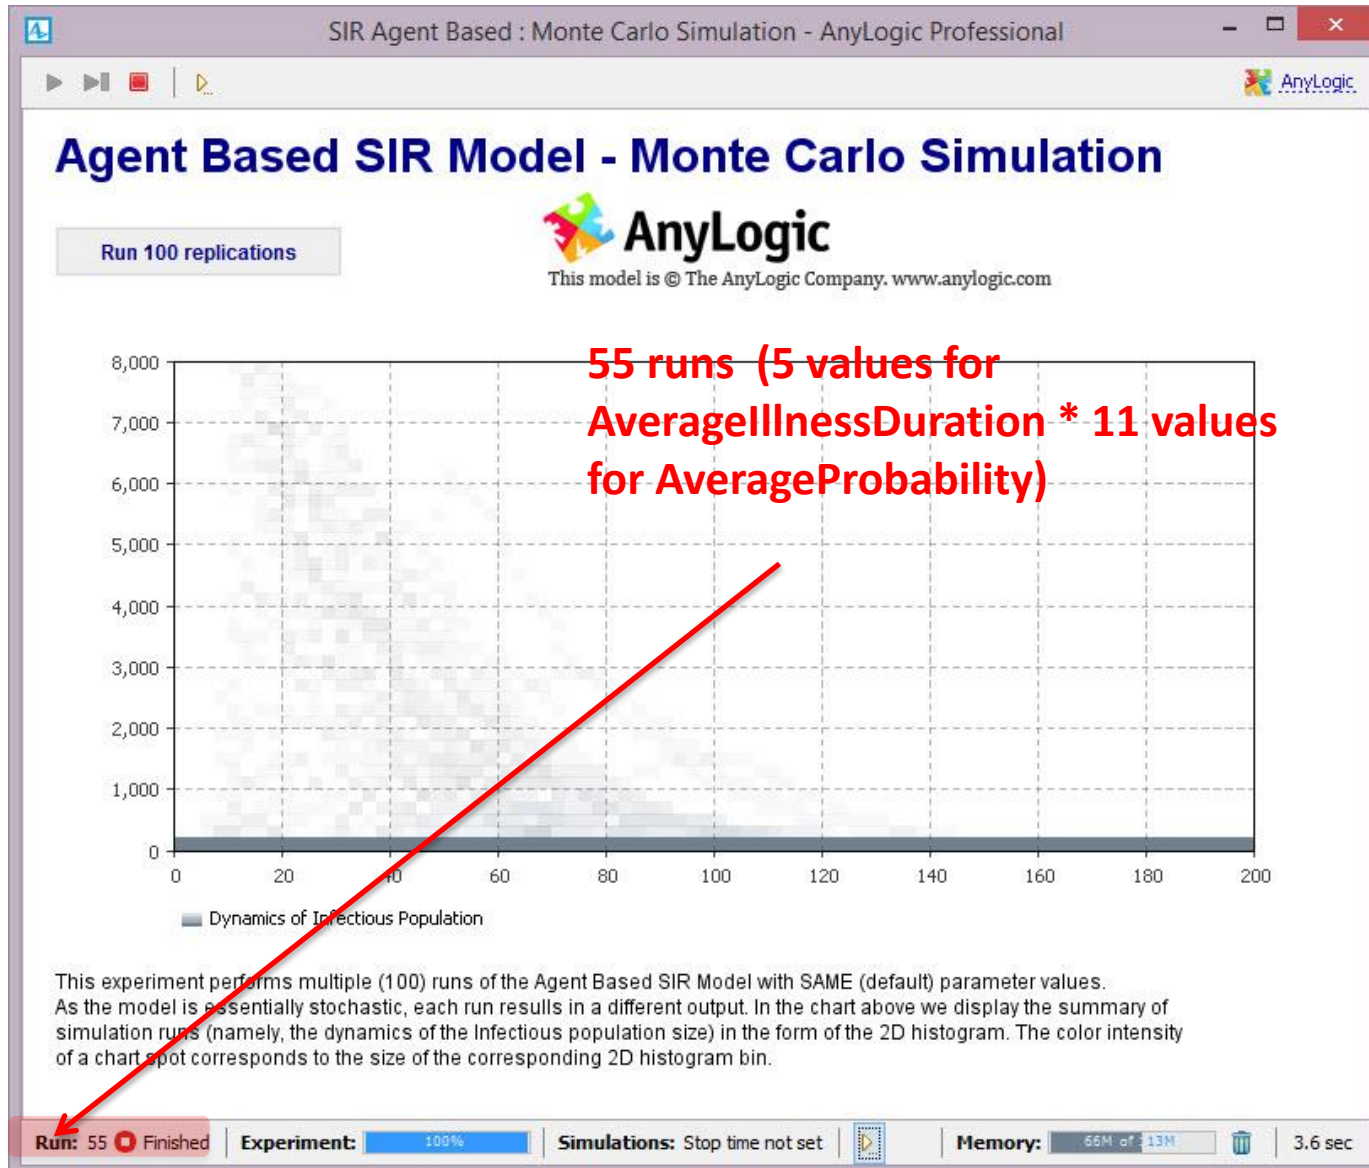 SIR Agent Based : Monte Carlo Simulation - AnyLogic Professional
AnyLogic
Agent Based SIR Model - Monte Carlo Simulation
Run 100 replications
AnyLogic
This model is © The AnyLogic Company. www.anylogic.com
55 runs (5 values for
AverageIllnessDuration * 11 values
for AverageProbability)
8,000
7,000
6,000
5,000
4,000
3,000
2,000
1,000
0
0 20 40 60 80 100 120 140 160 180 200
Dynamics of Infectious Population
This experiment performs multiple (100) runs of the Agent Based SIR Model with SAME (default) parameter values.
As the model is essentially stochastic, each run resulls in a different output. In the chart above we display the summary of
simulation runs (namely, the dynamics of the Infectious population size) in the form of the 2D histogram. The color intensity
of a chart spot corresponds to the size of the corresponding 2D histogram bin.
Run: 55 Finished Experiment: 100% Simulations: Stop time not set Memory: 66M of 13M 3.6 sec